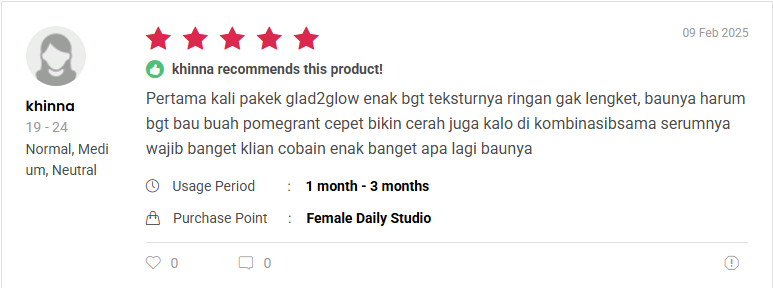 09 Feb 2025
khinna recommends this product!
khinna
19 - 24
Normal, Medi
um, Neutral
Pertama kali pakek glad2glow enak bgt teksturnya ringan gak lengket, baunya harum
bgt bau buah pomegrant cepet bikin cerah juga kalo di kombinasibsama serumnya
wajib banget klian cobain enak banget apa lagi baunya
Usage Period : 1 month - 3 months
Purchase Point : Female Daily Studio
0 0